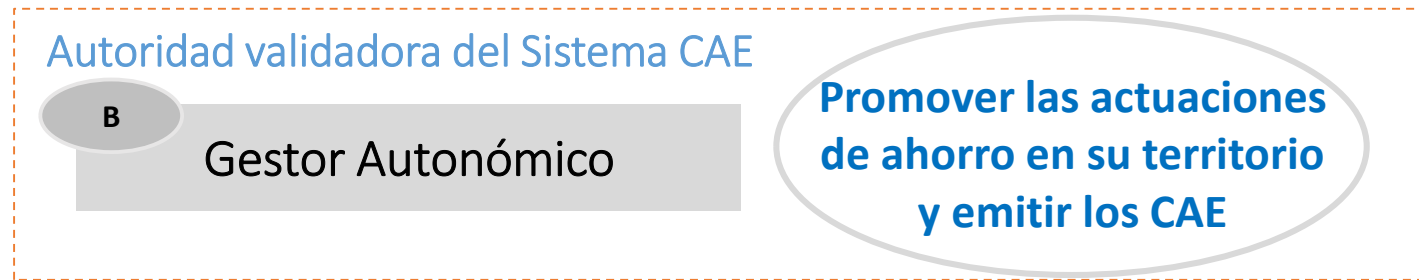 Autoridad validadora del Sistema CAE
B
Gestor Autonómico
Promover las actuaciones
de ahorro en su territorio
y emitir los CAE